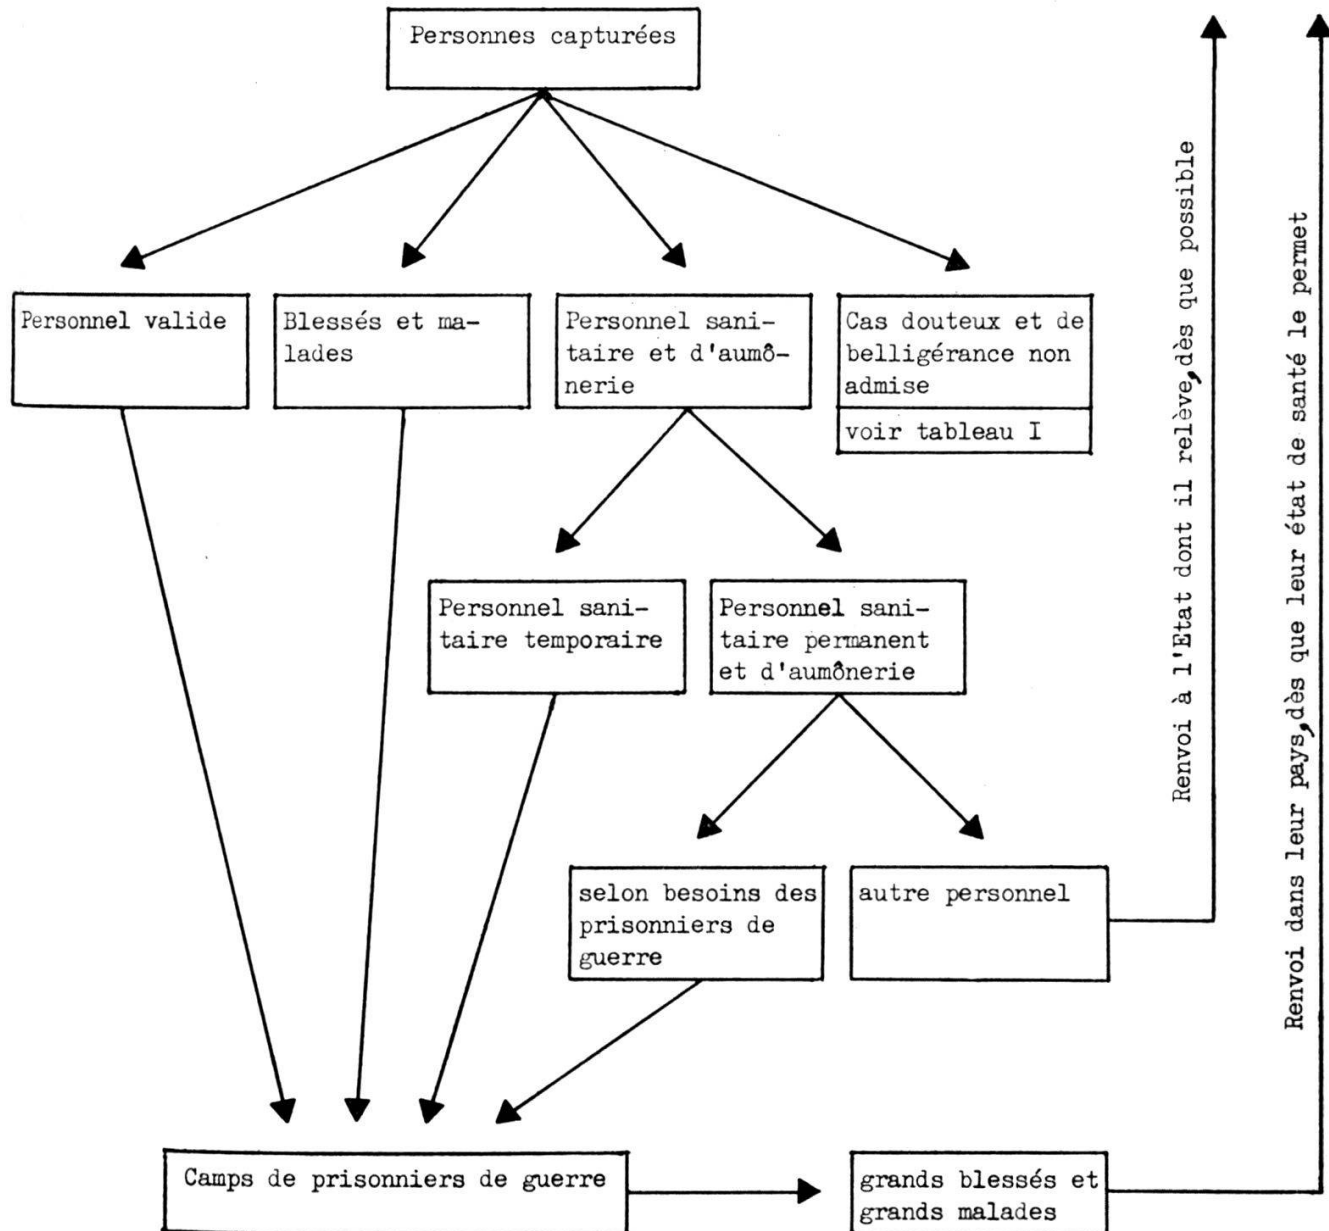 Personnes capturées
Personnel valide
Blessés et ma-
lades
Personnel sani-
taire et d'aumô-
nerie
Cas douteux et de
belligérance non
admise
voir tableau I
Personnel sani-
taire temporaire
Personnel sani-
taire permanent
et d'aumônerie
selon besoins des
prisonniers de
guerre
autre personnel
Camps de prisonniers de guerre
grands blessés et
grands malades
Renvoi à l'Etat dont il relève, dès que possible
Renvoi dans leur pays, dès que leur état de santé le permet